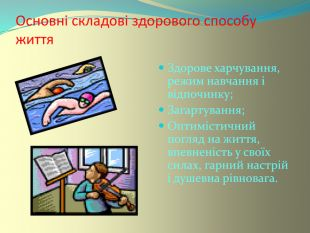 Основні складові здорового способу
життя
Здорове харчування,
режим навчання і
відпочинку;
Загартування;
Оптимістичний
погляд на життя,
впевненість у своїх
силах, гарний настрій
і душевна рівновага.